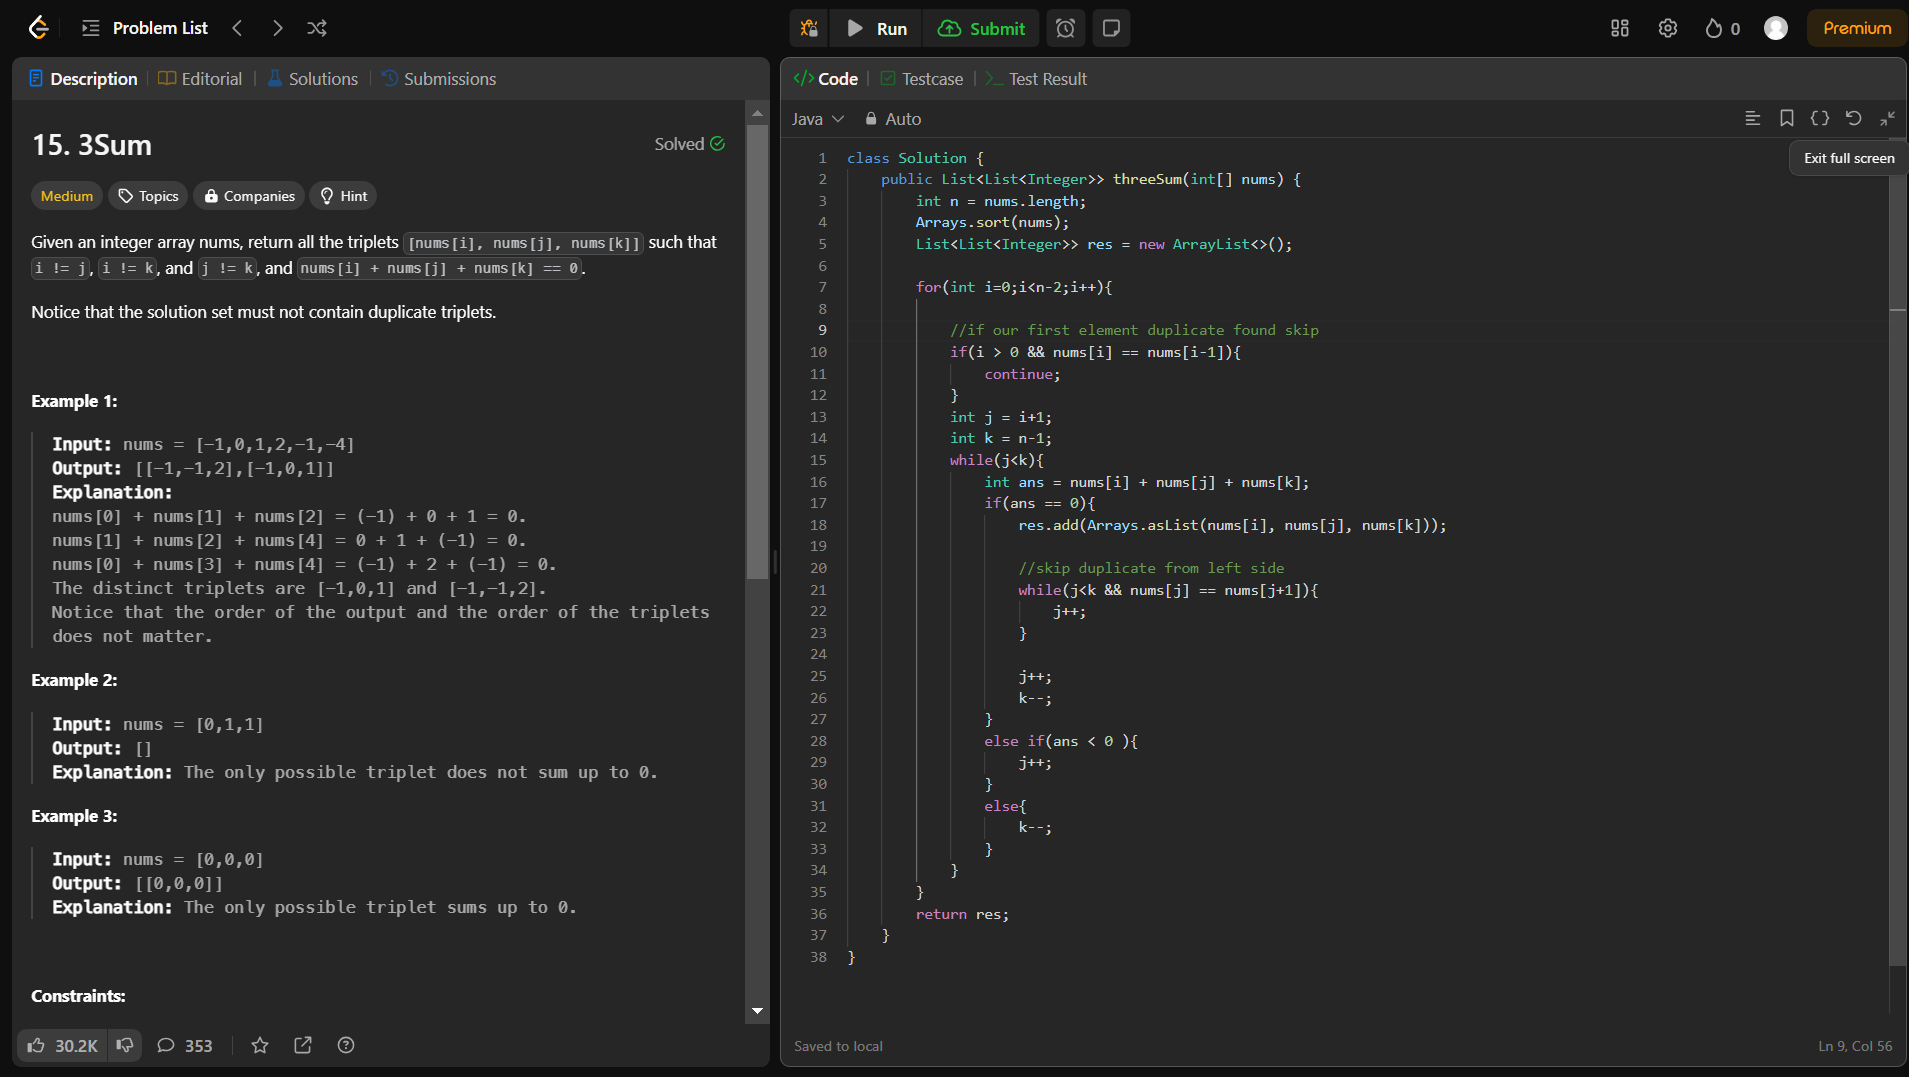 Problem List
Run
Submit
0
Premium
Description
Editorial
Solutions
Submissions
15. 3Sum
Solved
Medium
Topics
Companies
Hint
Given an integer array nums, return all the triplets [nums[i], nums[j], nums[k]] such that
i != j, i != k, and j != k, and nums[i] + nums[j] + nums[k] == 0.
Notice that the solution set must not contain duplicate triplets.
Example 1:
Input: nums = [-1,0,1,2,-1,-4]
Output: [[-1,-1,2],[-1,0,1]]
Explanation:
nums[0] + nums[1] + nums[2] = (-1) + 0 + 1 = 0.
nums[1] + nums[2] + nums[4] = 0 + 1 + (-1) = 0.
nums[0] + nums[3] + nums[4] = (-1) + 2 + (-1) = 0.
The distinct triplets are [-1,0,1] and [-1,-1,2].
Notice that the order of the output and the order of the triplets
does not matter.
Example 2:
Input: nums = [0,1,1]
Output: []
Explanation: The only possible triplet does not sum up to 0.
Example 3:
Input: nums = [0,0,0]
Output: [[0,0,0]]
Explanation: The only possible triplet sums up to 0.
Constraints:
30.2K
353
</> Code
Testcase
>_ Test Result
Java
Auto
{}
Exit full screen
1 class Solution {
2     public List<List<Integer>> threeSum(int[] nums) {
3         int n = nums.length;
4         Arrays.sort(nums);
5         List<List<Integer>> res = new ArrayList<>();
6
7         for(int i=0;i<n-2;i++){
8
9             //if our first element duplicate found skip
10             if(i > 0 && nums[i] == nums[i-1]){
11                 continue;
12             }
13             int j = i+1;
14             int k = n-1;
15             while(j<k){
16                 int ans = nums[i] + nums[j] + nums[k];
17                 if(ans == 0){
18                     res.add(Arrays.asList(nums[i], nums[j], nums[k]));
19
20                     //skip duplicate from left side
21                     while(j<k && nums[j] == nums[j+1]){
22                         j++;
23                     }
24
25                     j++;
26                     k--;
27                 }
28                 else if(ans < 0 ){
29                     j++;
30                 }
31                 else{
32                     k--;
33                 }
34             }
35         }
36         return res;
37     }
38 }
Saved to local
Ln 9, Col 56